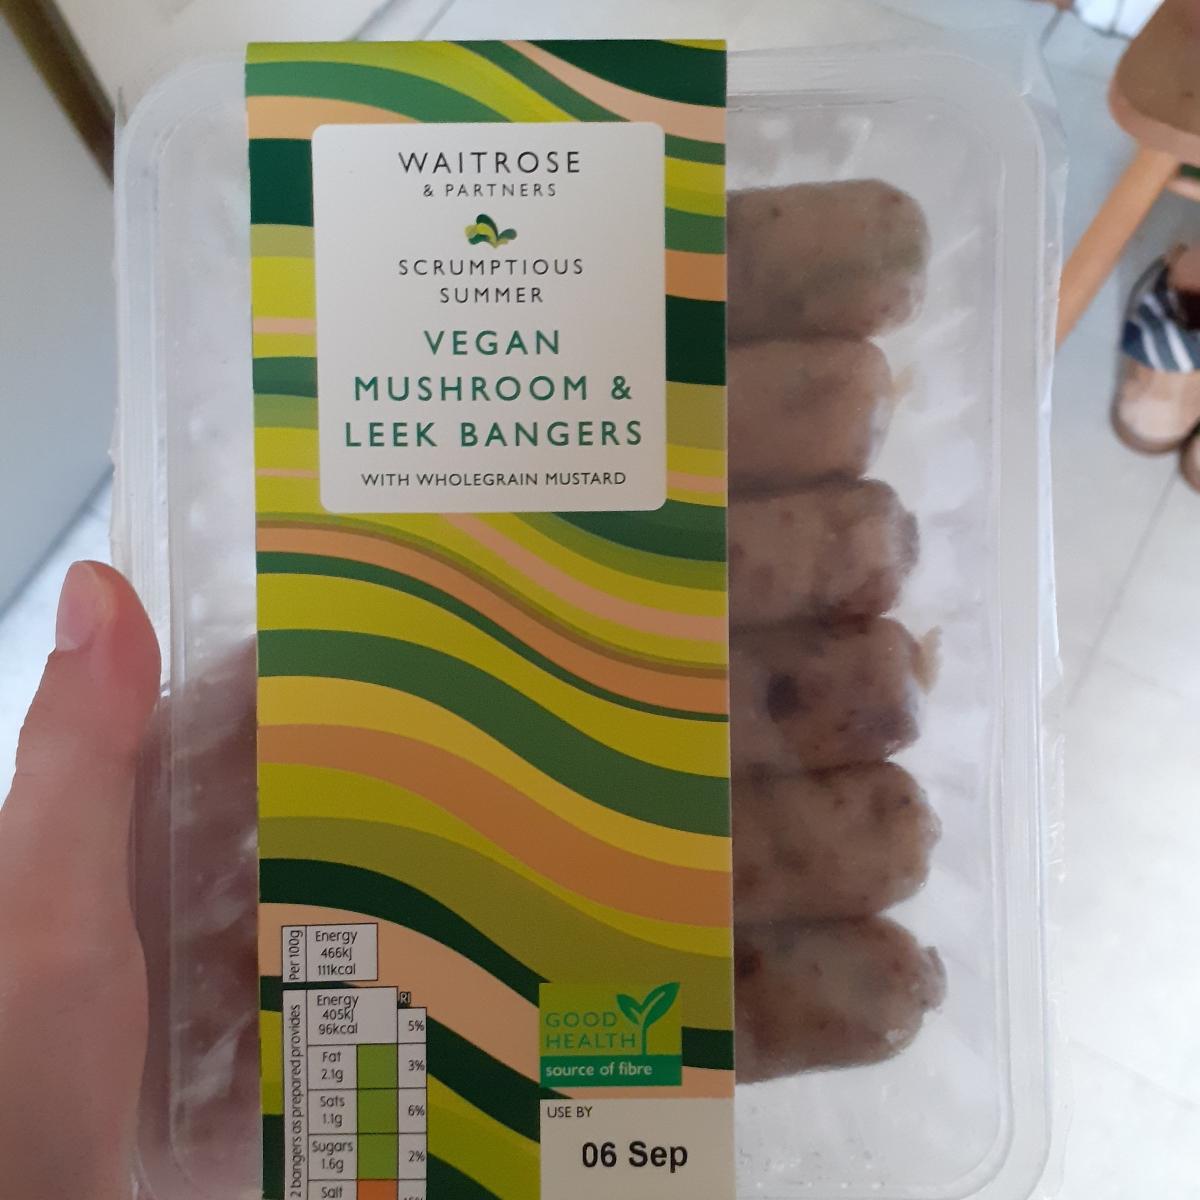 WAITROSE
& PARTNERS
SCRUMPTIOUS
SUMMER
VEGAN
MUSHROOM &
LEEK BANGERS
WITH WHOLEGRAIN MUSTARD
Per 100g
Energy
466kJ
111kcal
2 bangers as prepared provides
RI
Energy
405kJ
96kcal
5%
Fat
2.1g
3%
Sats
1.1g
6%
Sugars
1.6g
2%
Salt
GOOD
HEALTH
source of fibre
USE BY
06 Sep